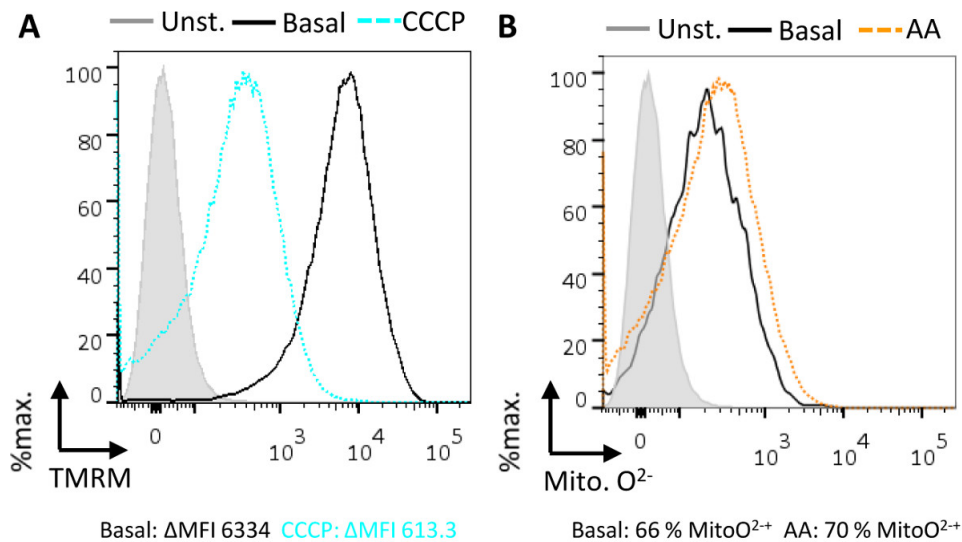 A
Unst. Basal CCCP
100
80
60
40
20
0
0 10³ 10⁴ 10⁵
%max.
TMRM
Basal: ΔMFI 6334 CCCP: ΔMFI 613.3
B
Unst. Basal AA
100
80
60
40
20
0
0 10³ 10⁴ 10⁵
%max.
Mito. O²⁻
Basal: 66 % MitoO²⁻⁺ AA: 70 % MitoO²⁻⁺